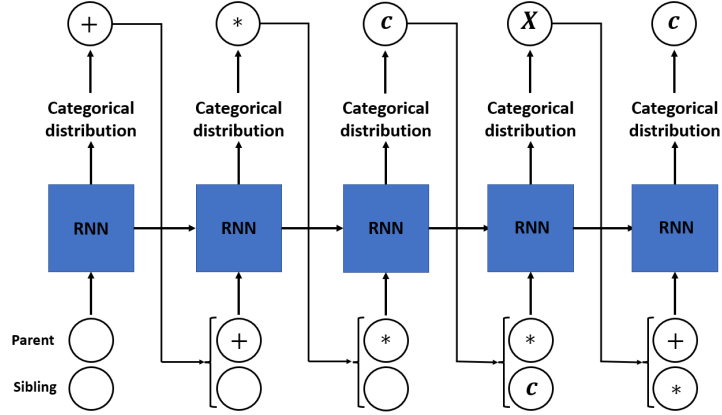 + * c X c
Categorical distribution Categorical distribution Categorical distribution Categorical distribution Categorical distribution
RNN RNN RNN RNN RNN
Parent + * * +
Sibling c *